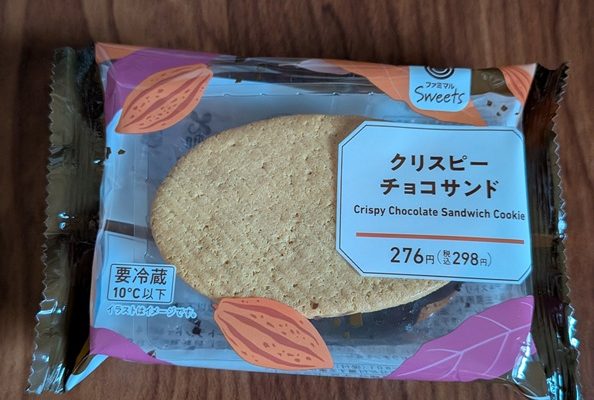 ファミマル
Sweets
クリスピー
チョコサンド
Crispy Chocolate Sandwich Cookie
276円(税込298円)
要冷蔵
10°C以下
イラストはイメージです。